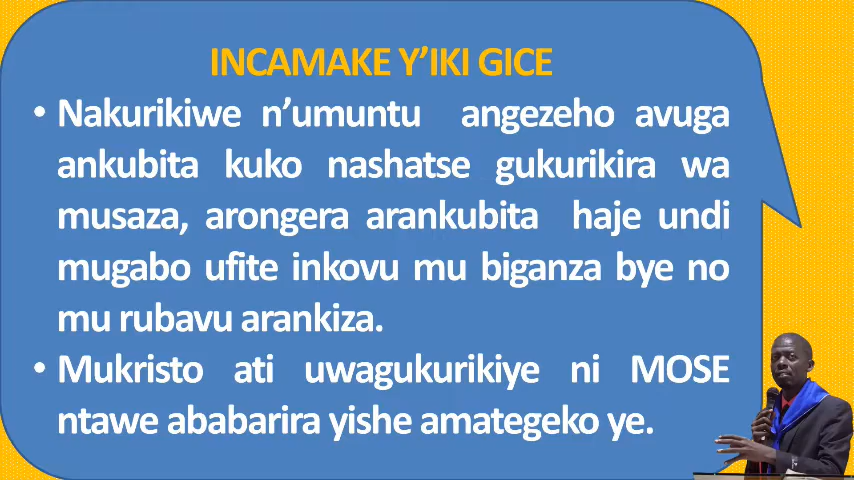 INCAMAKE Y’IKI GICE
• Nakurikiwe n’umuntu angezeho avuga
ankubita kuko nashatse gukurikira wa
musaza, arongera arankubita haje undi
mugabo ufite inkovu mu biganza bye no
mu rubavu arankiza.
• Mukristo ati uwagukurikiye ni MOSE
ntawe ababarira yishe amategeko ye.